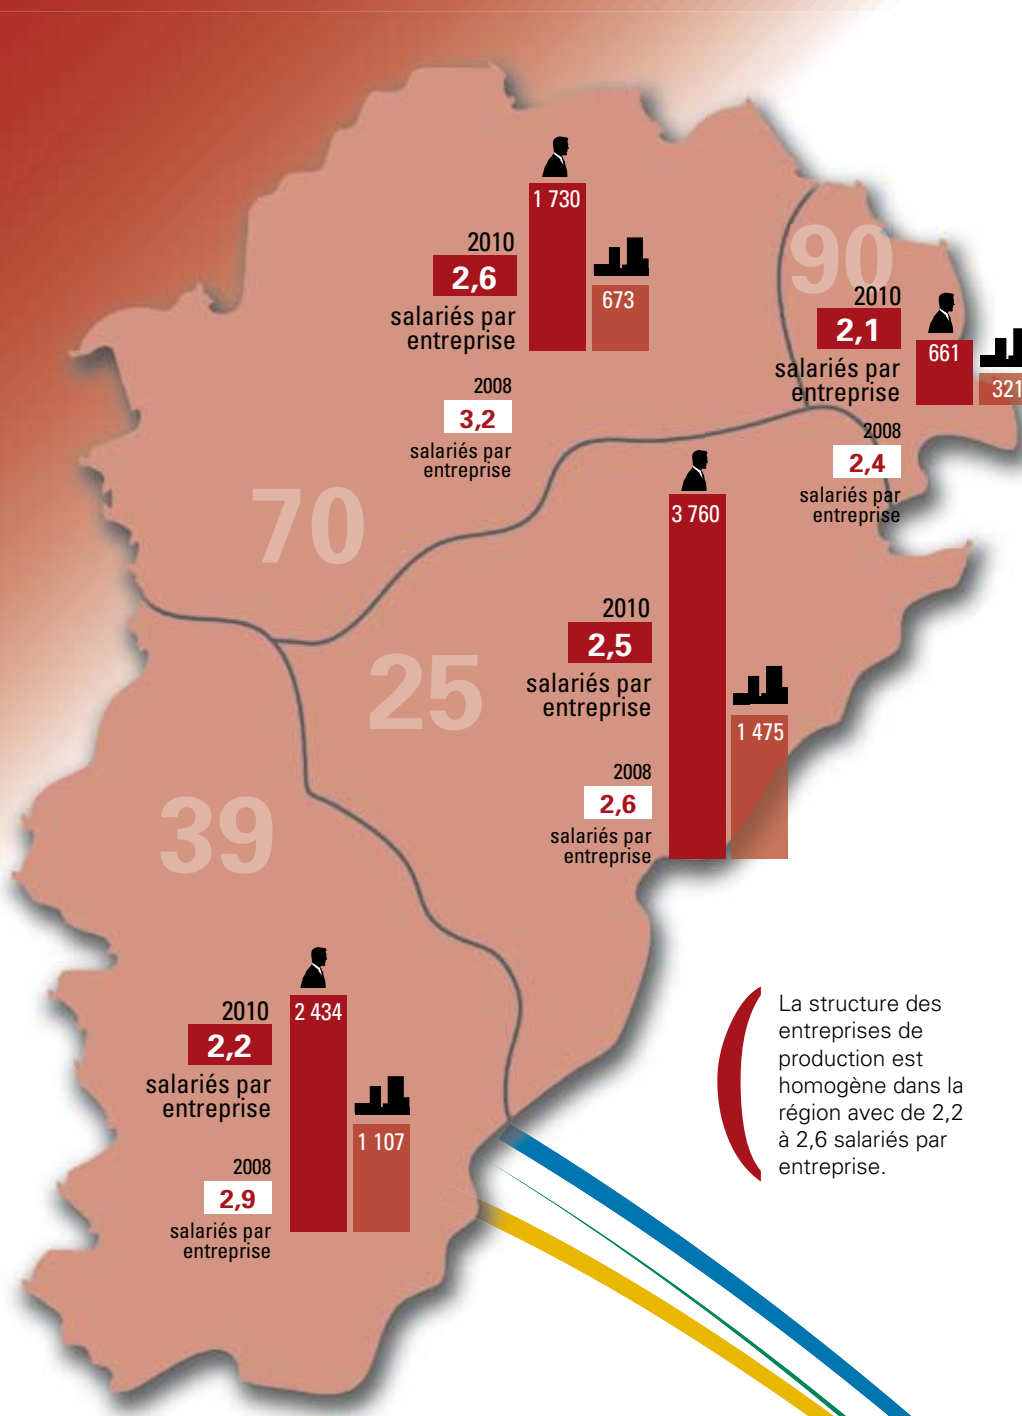 1 730
2010
2,6
salariés par
entreprise
673
2008
3,2
salariés par
entreprise
70
90
2010
2,1
salariés par
entreprise
661
321
2008
2,4
salariés par
entreprise
3 760
2010
2,5
salariés par
entreprise
25
1 475
2008
2,6
salariés par
entreprise
39
2010
2 434
2,2
salariés par
entreprise
1 107
2008
2,9
salariés par
entreprise
La structure des
entreprises de
production est
homogène dans la
région avec de 2,2
à 2,6 salariés par
entreprise.